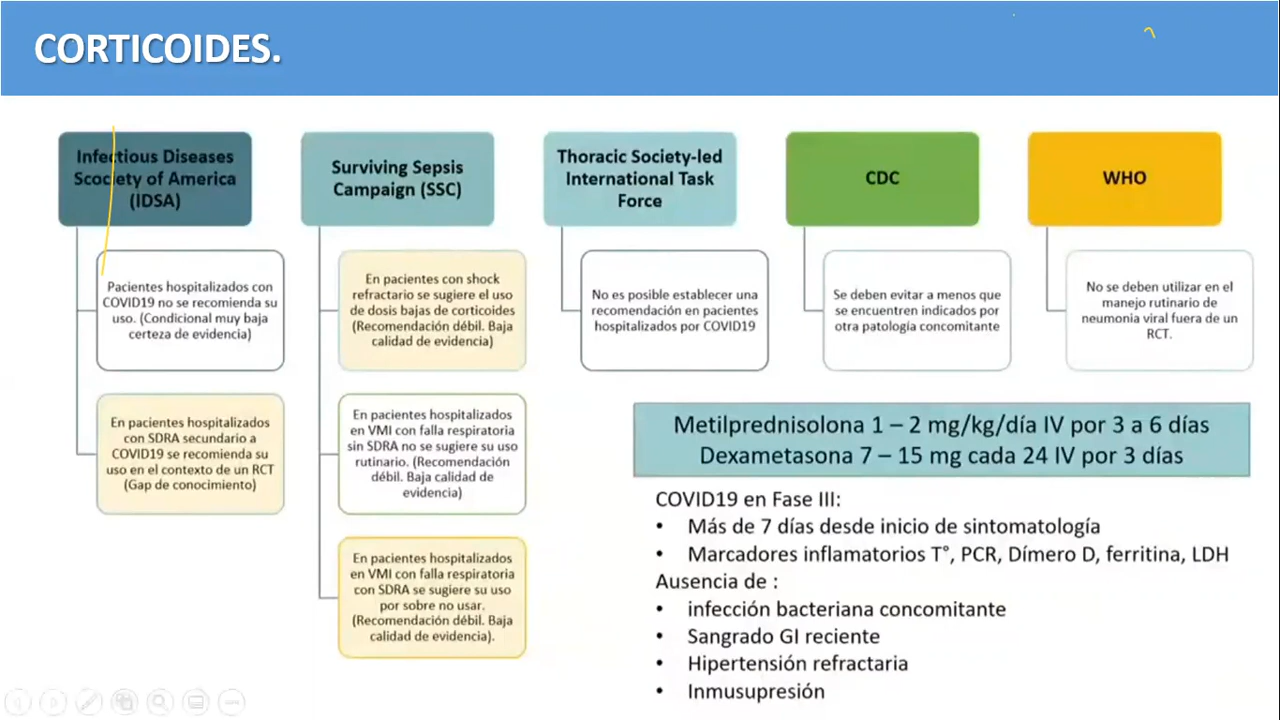 CORTICOIDES.
Infectious Diseases
Scociety of America
(IDSA)
Pacientes hospitalizados con
COVID19 no se recomienda su
uso. (Condicional muy baja
certeza de evidencia)
En pacientes hospitalizados
con SDRA secundario a
COVID19 se recomienda su
uso en el contexto de un RCT
(Gap de conocimiento)
Surviving Sepsis
Campaign (SSC)
En pacientes con shock
refractario se sugiere el uso
de dosis bajas de corticoides
(Recomendación débil. Baja
calidad de evidencia)
En pacientes hospitalizados
en VMI con falla respiratoria
sin SDRA no se sugiere su uso
rutinario. (Recomendación
débil. Baja calidad de
evidencia)
En pacientes hospitalizados
en VMI con falla respiratoria
con SDRA se sugiere su uso
por sobre no usar.
(Recomendación débil. Baja
calidad de evidencia).
Thoracic Society-led
International Task
Force
No es posible establecer una
recomendación en pacientes
hospitalizados por COVID19
CDC
Se deben evitar a menos que
se encuentren indicados por
otra patología concomitante
WHO
No se deben utilizar en el
manejo rutinario de
neumonia viral fuera de un
RCT.
Metilprednisolona 1 – 2 mg/kg/día IV por 3 a 6 días
Dexametasona 7 – 15 mg cada 24 IV por 3 días
COVID19 en Fase III:
• Más de 7 días desde inicio de sintomatología
• Marcadores inflamatorios T°, PCR, Dímero D, ferritina, LDH
Ausencia de :
• infección bacteriana concomitante
• Sangrado GI reciente
• Hipertensión refractaria
• Inmusupresión